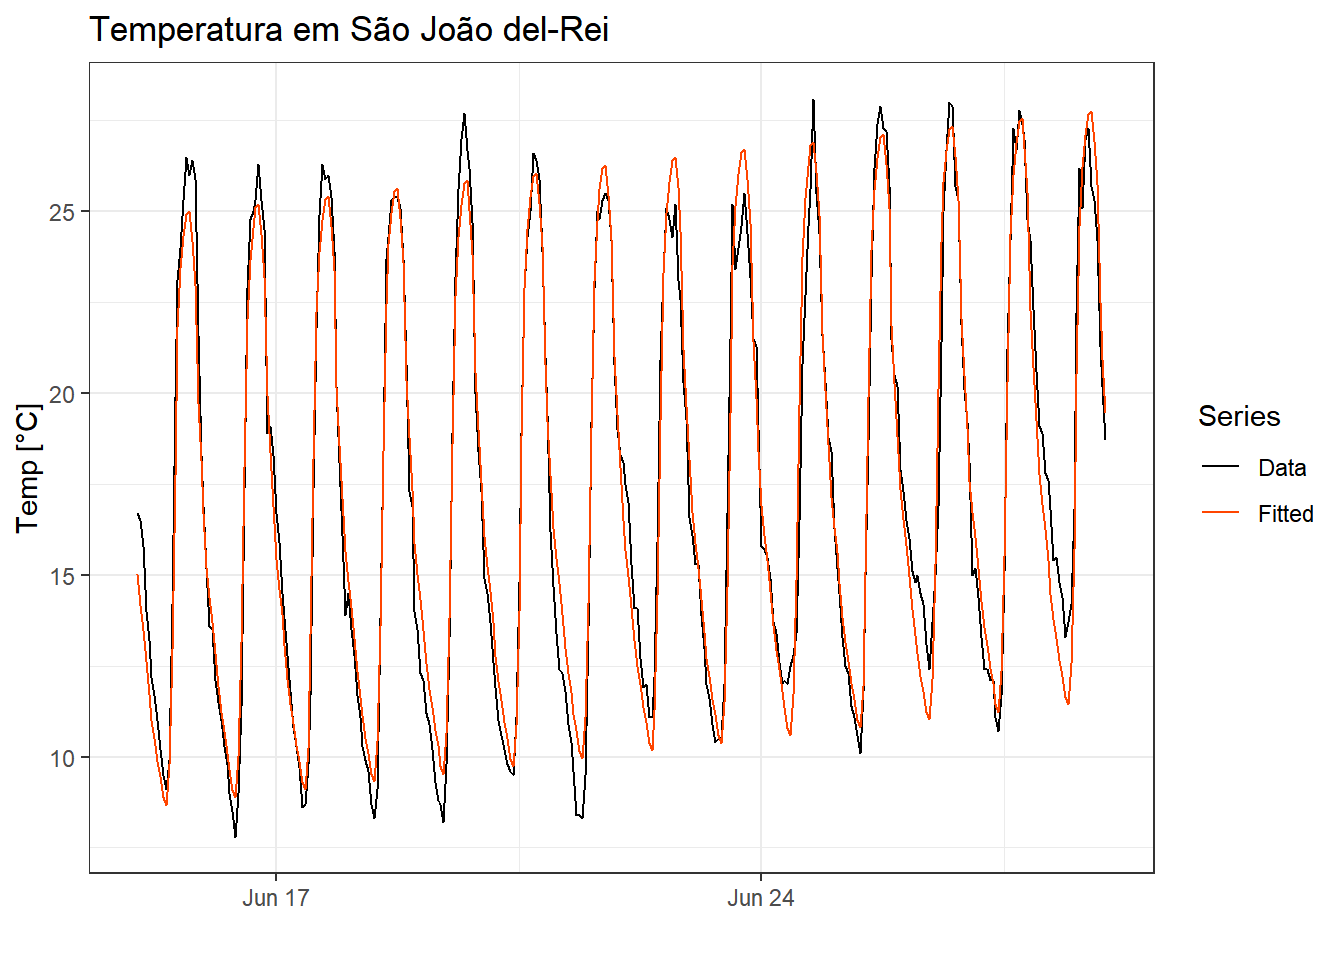 Temperatura em São João del-Rei
Temp [°C]
25
20
15
10
Jun 17
Jun 24
Series
Data
Fitted